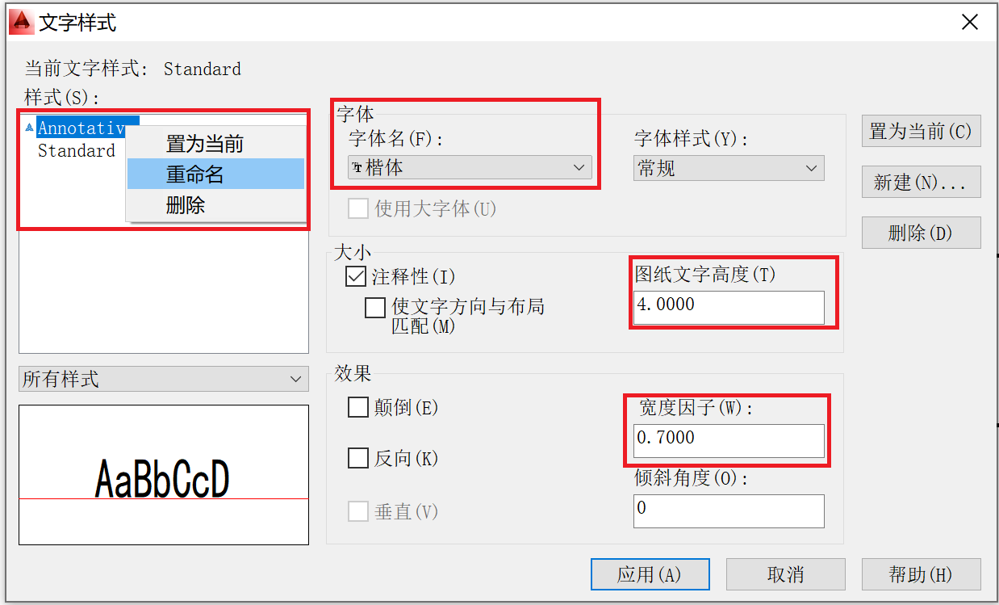 文字样式
当前文字样式: Standard
样式(S):
Annotativ
Standard
置为当前
重命名
删除
所有样式
AaBbCcD
字体
字体名(F):
楷体
字体样式(Y):
常规
使用大字体(U)
大小
注释性(I)
使文字方向与布局
匹配(M)
图纸文字高度(T)
4.0000
效果
颠倒(E)
反向(K)
垂直(V)
宽度因子(W):
0.7000
倾斜角度(O):
0
置为当前(C)
新建(N)...
删除(D)
应用(A)
取消
帮助(H)